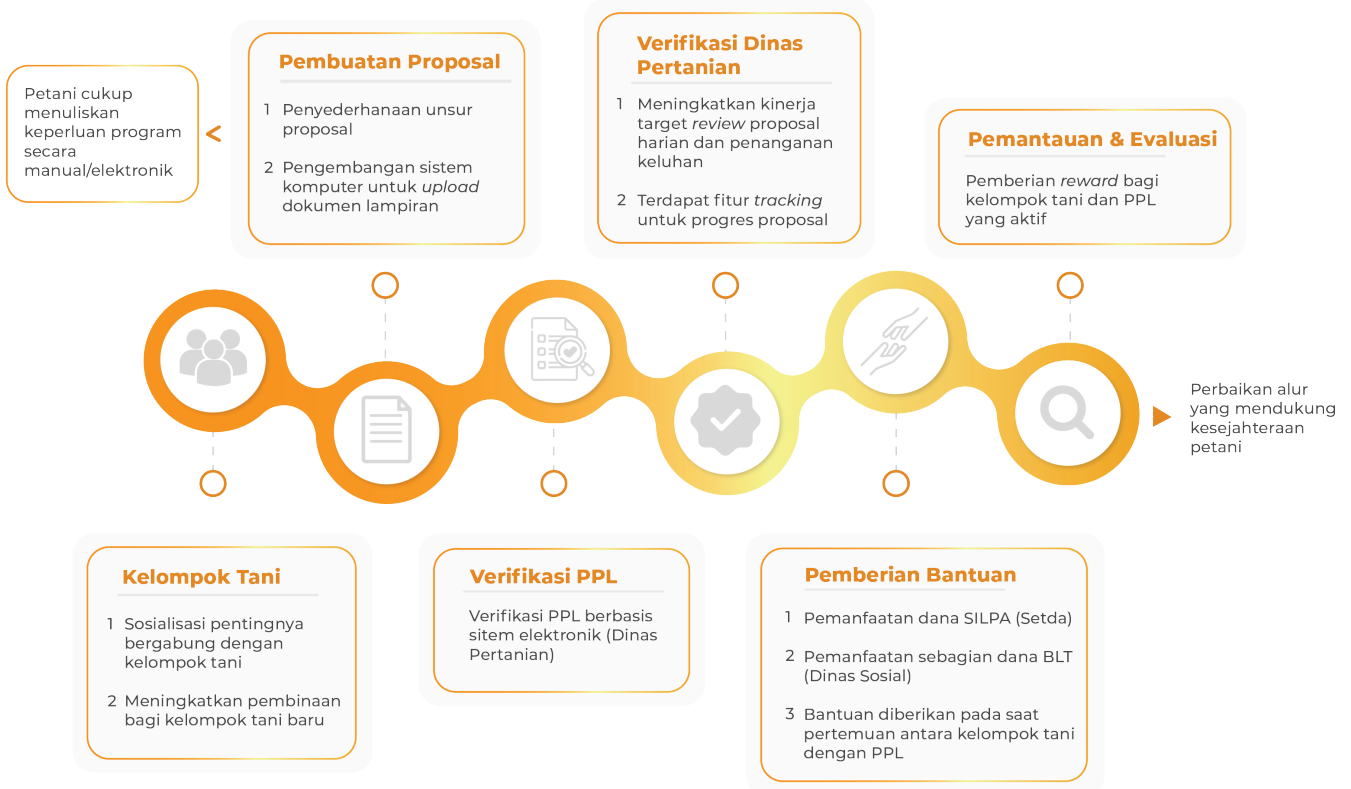 Petani cukup
menuliskan
keperluan program
secara
manual/elektronik
<
Pembuatan Proposal
1 Penyederhanaan unsur
proposal
2 Pengembangan sistem
komputer untuk upload
dokumen lampiran
Verifikasi Dinas
Pertanian
1 Meningkatkan kinerja
target review proposal
harian dan penanganan
keluhan
2 Terdapat fitur tracking
untuk progres proposal
Pemantauan & Evaluasi
Pemberian reward bagi
kelompok tani dan PPL
yang aktif
Perbaikan alur
yang mendukung
kesejahteraan
petani
Kelompok Tani
1 Sosialisasi pentingnya
bergabung dengan
kelompok tani
2 Meningkatkan pembinaan
bagi kelompok tani baru
Verifikasi PPL
Verifikasi PPL berbasis
sitem elektronik (Dinas
Pertanian)
Pemberian Bantuan
1 Pemanfaatan dana SILPA (Setda)
2 Pemanfaatan sebagian dana BLT
(Dinas Sosial)
3 Bantuan diberikan pada saat
pertemuan antara kelompok tani
dengan PPL